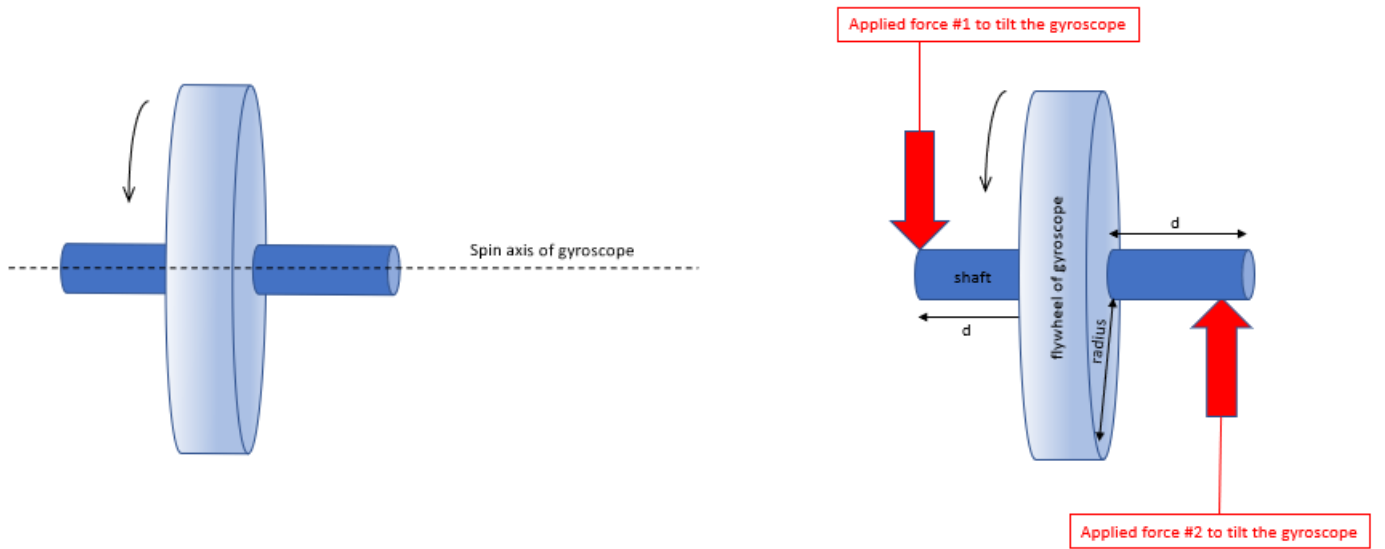 Applied force #1 to tilt the gyroscope
Spin axis of gyroscope
d
shaft
flywheel of gyroscope
d
radius
Applied force #2 to tilt the gyroscope